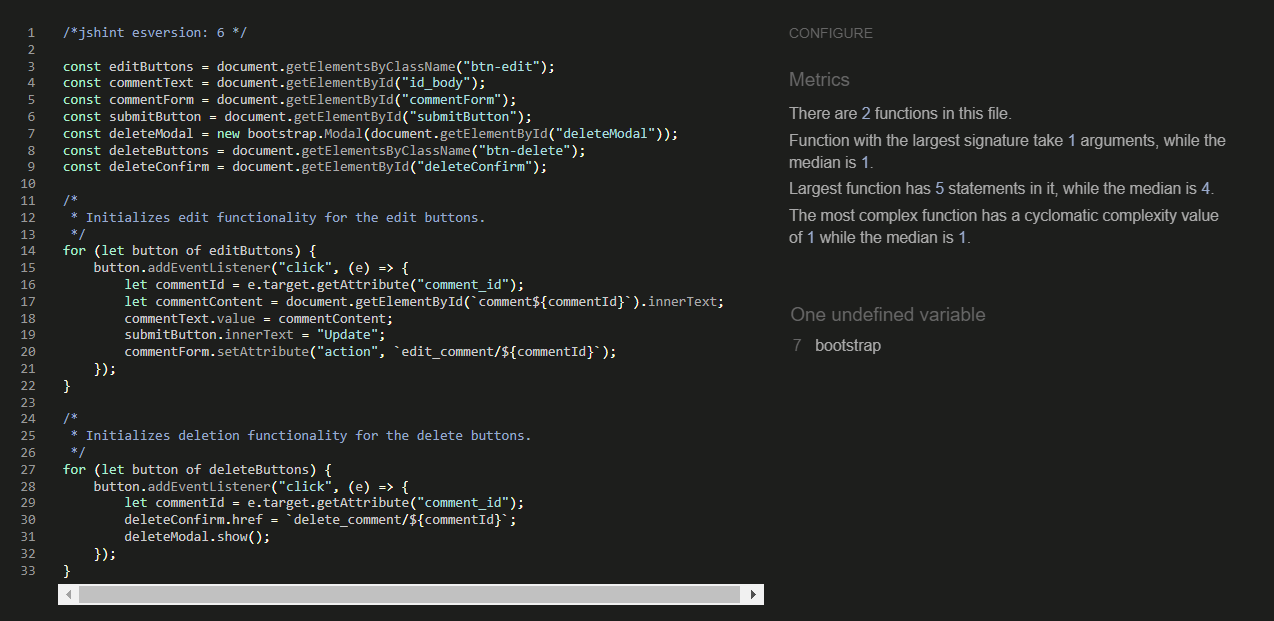 1 /*jshint esversion: 6 */
2
3 const editButtons = document.getElementsByClassName("btn-edit");
4 const commentText = document.getElementById("id_body");
5 const commentForm = document.getElementById("commentForm");
6 const submitButton = document.getElementById("submitButton");
7 const deleteModal = new bootstrap.Modal(document.getElementById("deleteModal"));
8 const deleteButtons = document.getElementsByClassName("btn-delete");
9 const deleteConfirm = document.getElementById("deleteConfirm");
10
11 /*
12  * Initializes edit functionality for the edit buttons.
13  */
14 for (let button of editButtons) {
15     button.addEventListener("click", (e) => {
16         let commentId = e.target.getAttribute("comment_id");
17         let commentContent = document.getElementById(`comment${commentId}`).innerText;
18         commentText.value = commentContent;
19         submitButton.innerText = "Update";
20         commentForm.setAttribute("action", `edit_comment/${commentId}`);
21     });
22 }
23
24 /*
25  * Initializes deletion functionality for the delete buttons.
26  */
27 for (let button of deleteButtons) {
28     button.addEventListener("click", (e) => {
29         let commentId = e.target.getAttribute("comment_id");
30         deleteConfirm.href = `delete_comment/${commentId}`;
31         deleteModal.show();
32     });
33 }
CONFIGURE
Metrics
There are 2 functions in this file.
Function with the largest signature take 1 arguments, while the
median is 1.
Largest function has 5 statements in it, while the median is 4.
The most complex function has a cyclomatic complexity value
of 1 while the median is 1.
One undefined variable
7 bootstrap